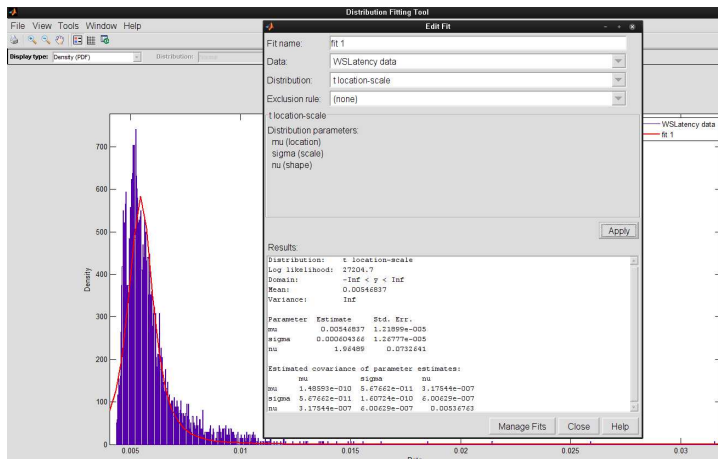 Distribution Fitting Tool
File View Tools Window Help
Display type: Density (PDF) Distribution:
Edit Fit
Fit name: fit 1
Data: WSLatency data
Distribution: t location-scale
Exclusion rule: (none)
t location-scale
Distribution parameters:
mu (location)
sigma (scale)
nu (shape)
Apply
Results:
Distribution: t location-scale
Log likelihood: 27204.7
Domain: -Inf < y < Inf
Mean: 0.00546837
Variance: Inf
Parameter Estimate Std. Err.
mu 0.00546837 1.21899e-005
sigma 0.000604366 1.26777e-005
nu 1.96489 0.0732641
Estimated covariance of parameter estimates:
mu sigma nu
mu 1.48593e-010 5.67662e-011 3.17544e-007
sigma 5.67662e-011 1.60724e-010 6.00629e-007
nu 3.17544e-007 6.00629e-007 0.00536763
Manage Fits Close Help
WSLatency data
fit 1
Density
700
600
500
400
300
200
100
0
0.005 0.01 0.015 0.02 0.025 0.03